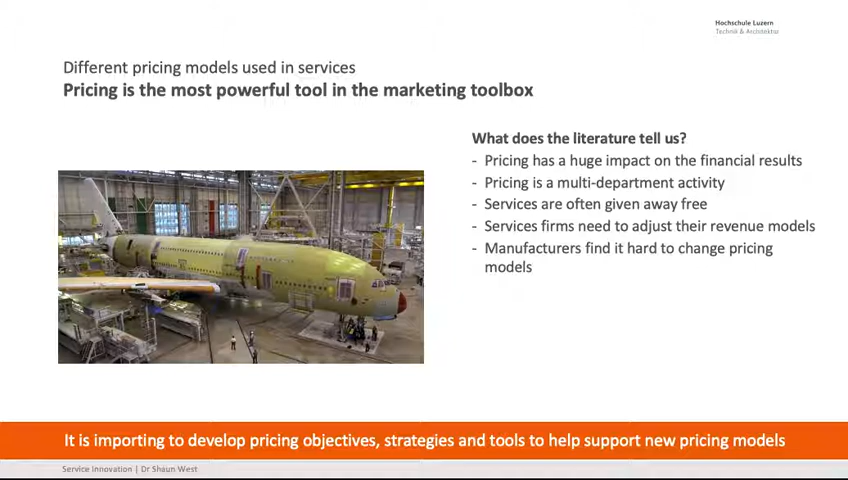 Hochschule Luzern
Technik & Architektur
Different pricing models used in services
Pricing is the most powerful tool in the marketing toolbox
What does the literature tell us?
- Pricing has a huge impact on the financial results
- Pricing is a multi-department activity
- Services are often given away free
- Services firms need to adjust their revenue models
- Manufacturers find it hard to change pricing
models
It is importing to develop pricing objectives, strategies and tools to help support new pricing models
Service Innovation | Dr Shaun West